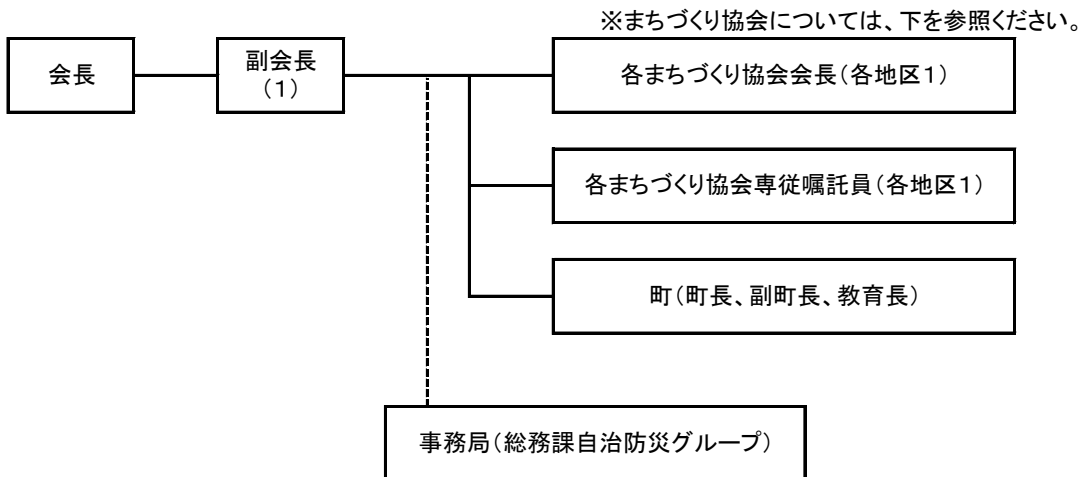 ※まちづくり協会については、下を参照ください。
会長
副会長
(1)
各まちづくり協会会長(各地区1)
各まちづくり協会専従嘱託員(各地区1)
町(町長、副町長、教育長)
事務局(総務課自治防災グループ)